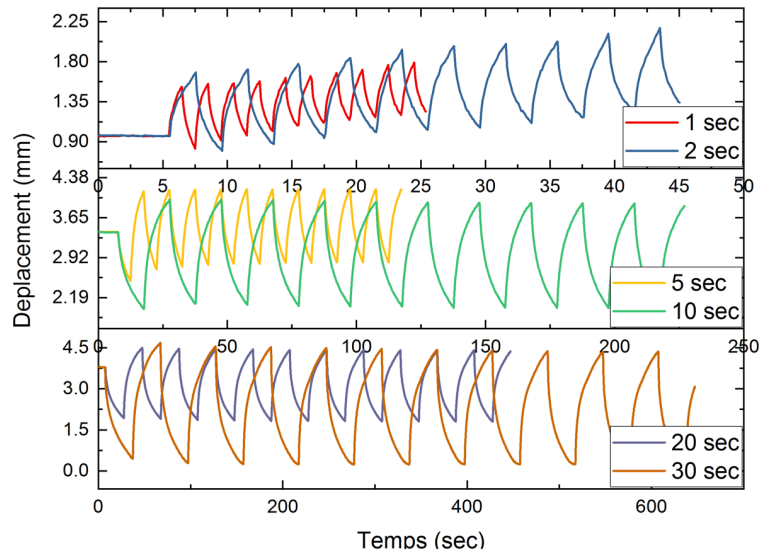 2.25
1.80
1.35
0.90
1 sec
2 sec
0 5 10 15 20 25 30 35 40 45 50
4.38
3.65
2.92
2.19
5 sec
10 sec
0 50 100 150 200 250
4.5
3.0
1.5
0.0
20 sec
30 sec
0 200 400 600
Deplacement (mm)
Temps (sec)